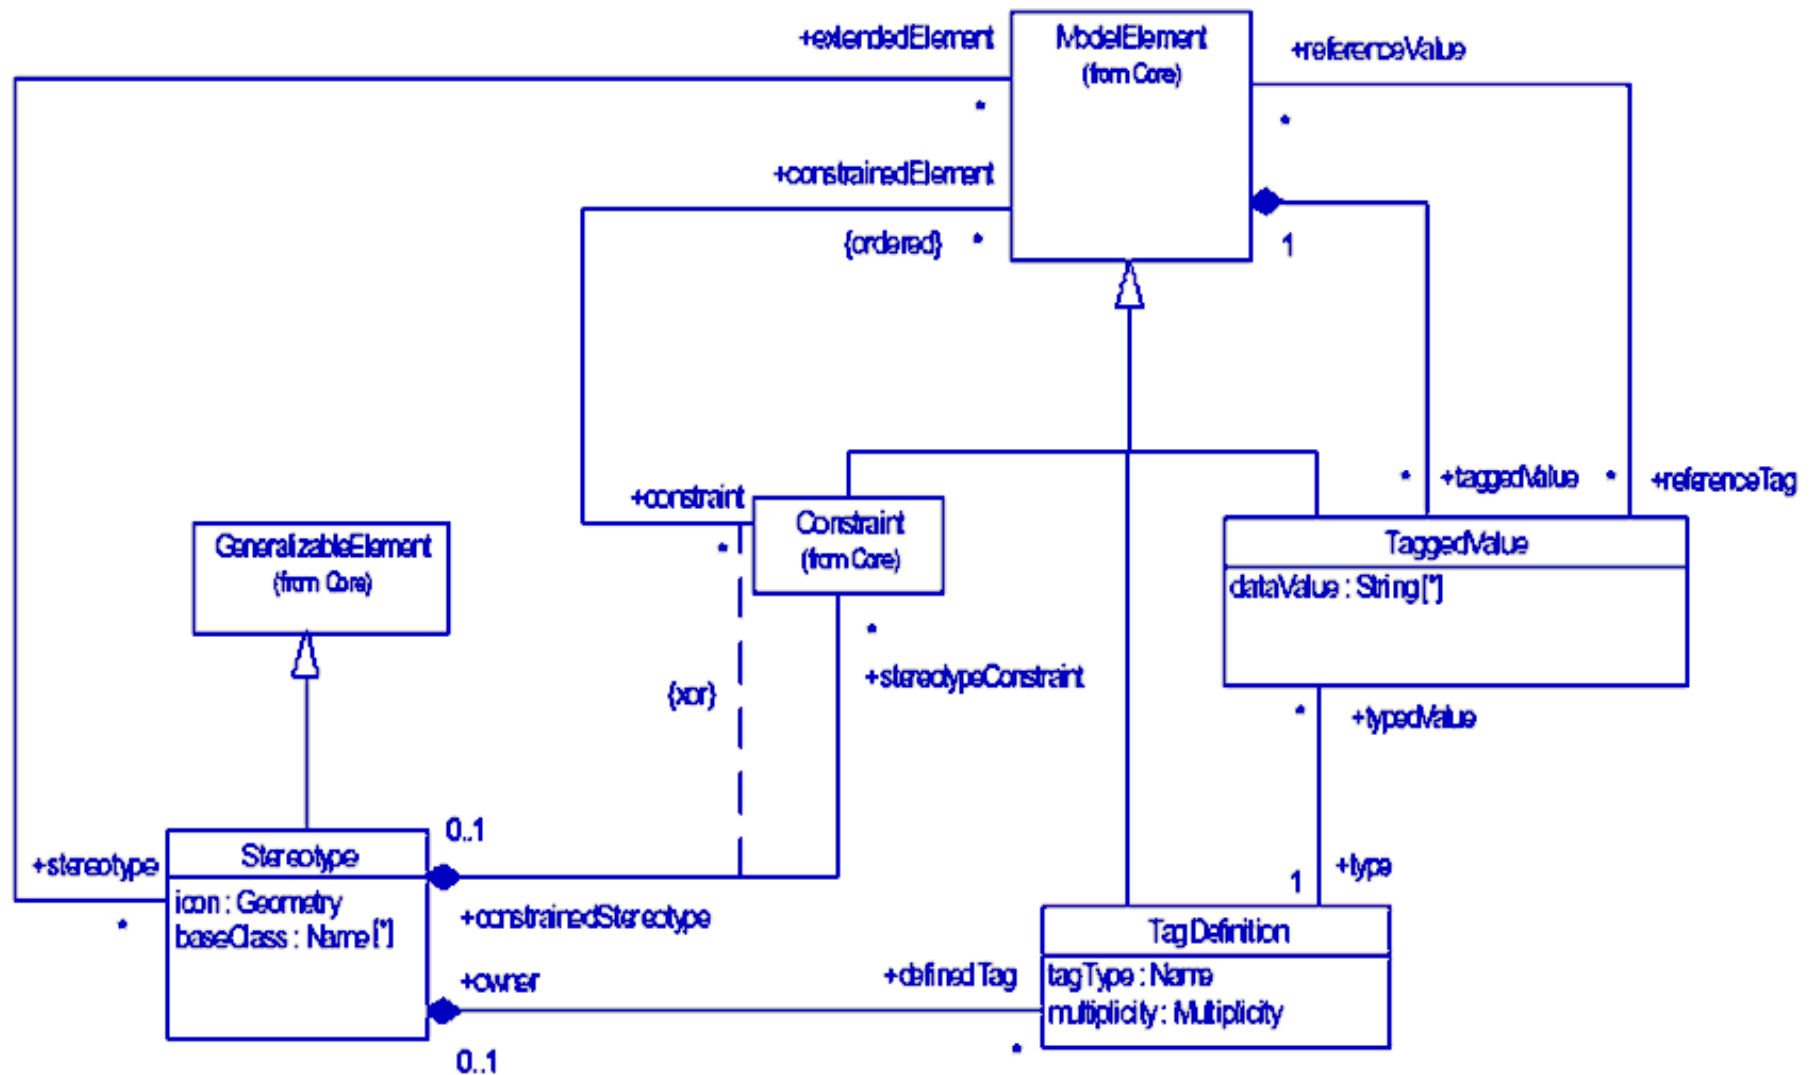 +extendedElement
ModelElement
(from Core)
+referenceValue
*
*
+constrainedElement
{ordered}
*
1
*
+taggedValue
*
+referenceTag
+constraint
*
Constraint
(from Core)
TaggedValue
dataValue : String [*]
GeneralizableElement
(from Core)
*
+stereotypeConstraint
{xor}
*
+typedValue
0..1
+stereotype
*
Stereotype
icon : Geometry
baseClass : Name [*]
+constrainedStereotype
1
+type
+owner
0..1
+definedTag
*
TagDefinition
tagType : Name
multiplicity : Multiplicity